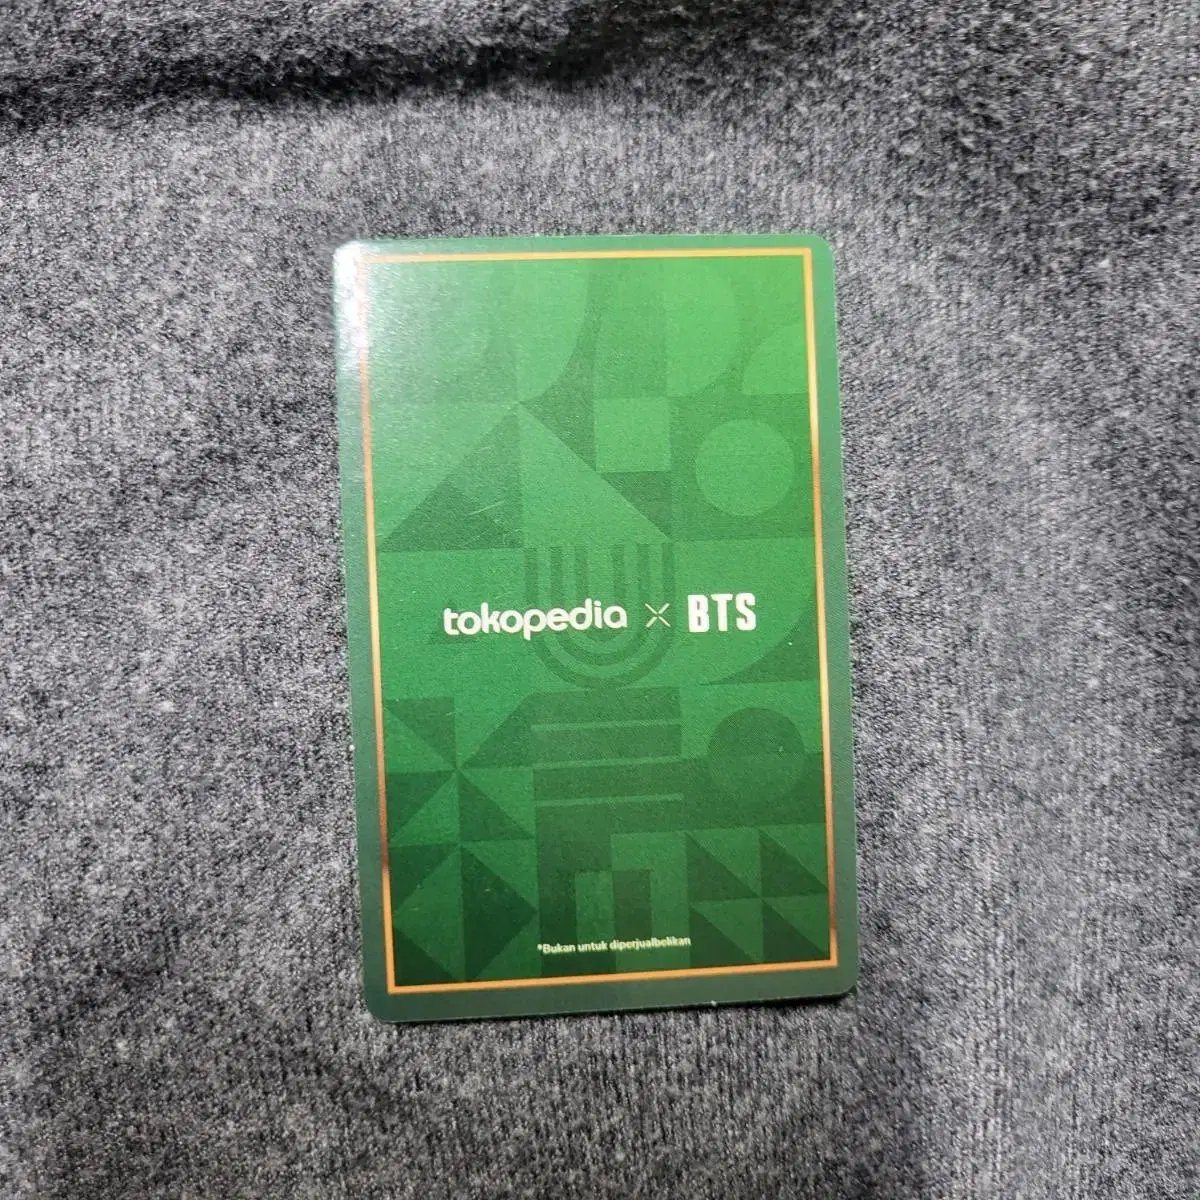 tokopedia × BTS
*Bukan untuk diperjualbelikan